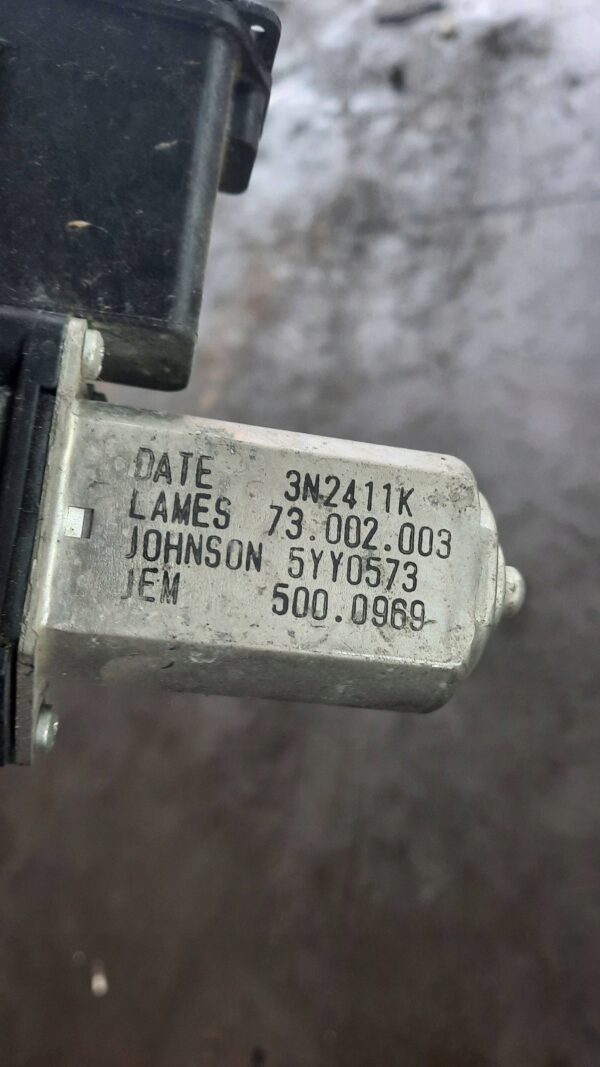 DATE 3N2411K
LAMES 73.002.003
JOHNSON 5YY0573
JEM 500.0969